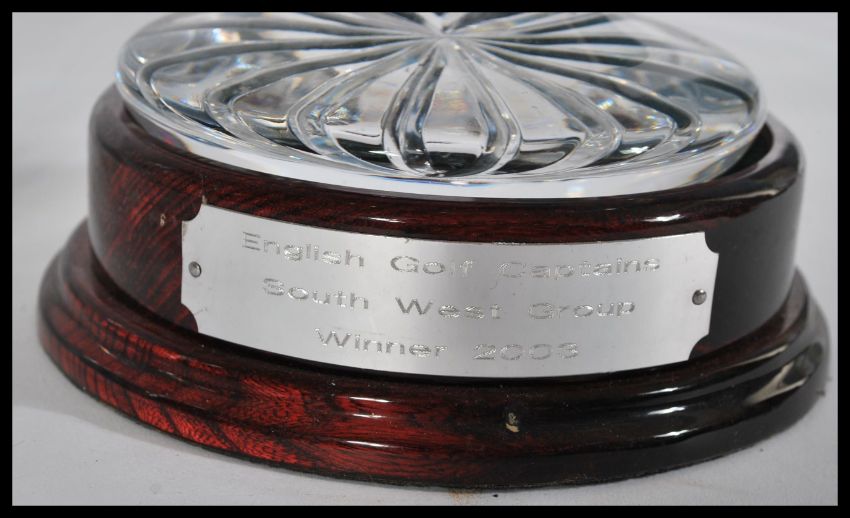 English Golf Captains
South West Group
Winner 2003